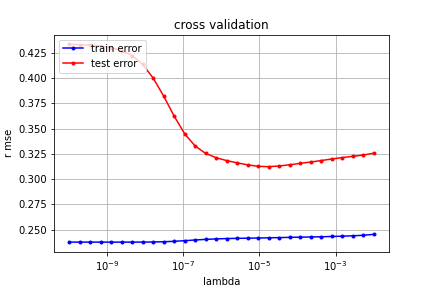 cross validation
train error
test error
r mse
0.425
0.400
0.375
0.350
0.325
0.300
0.275
0.250
10⁻⁹ 10⁻⁷ 10⁻⁵ 10⁻³
lambda